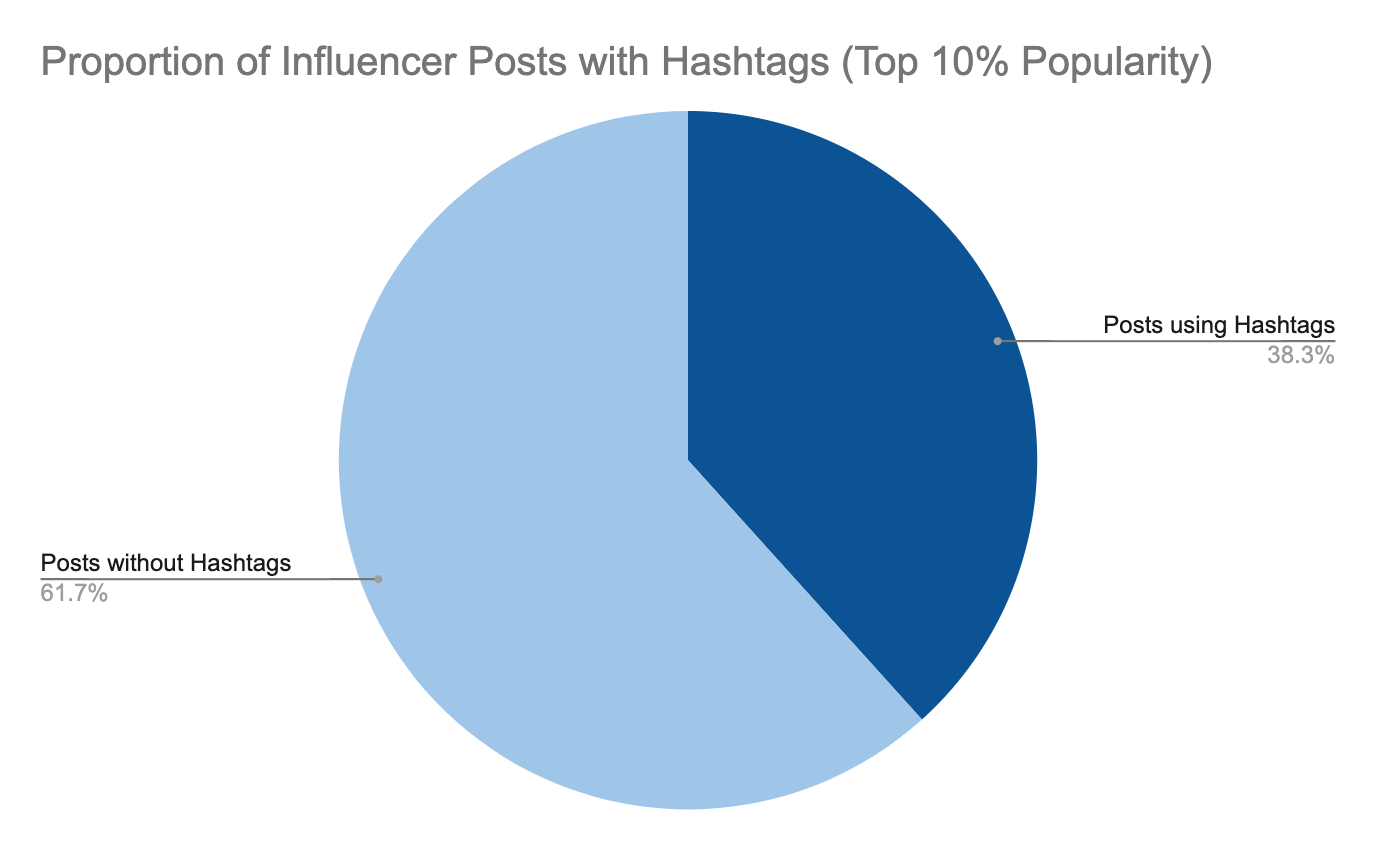 Proportion of Influencer Posts with Hashtags (Top 10% Popularity)
Posts using Hashtags
38.3%
Posts without Hashtags
61.7%